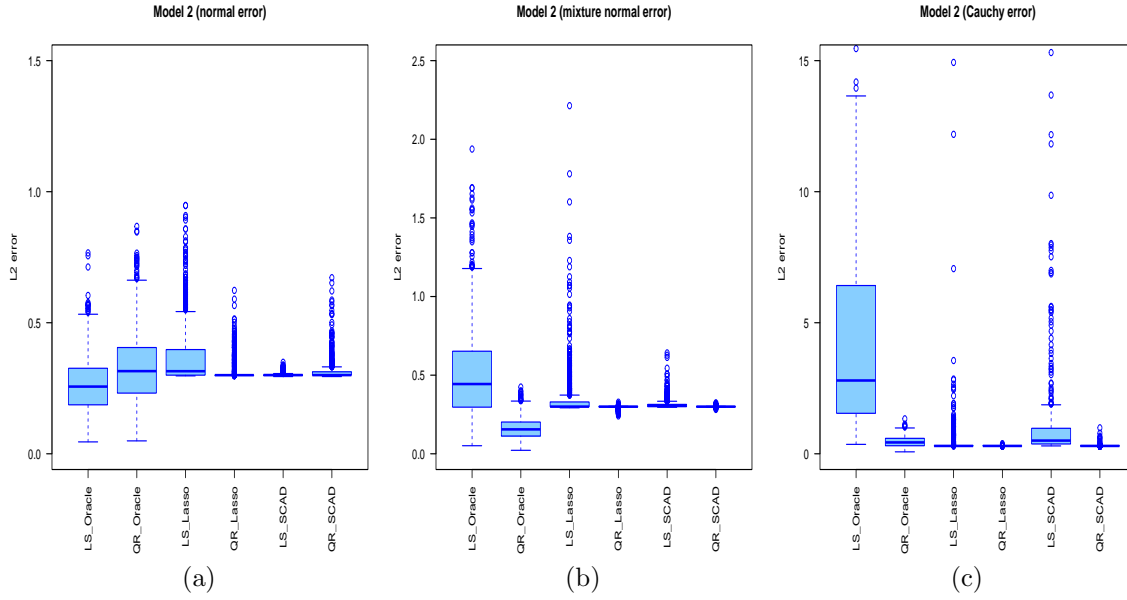 Model 2 (normal error)
L2 error
1.5
1.0
0.5
0.0
LS_Oracle
QR_Oracle
LS_Lasso
QR_Lasso
LS_SCAD
QR_SCAD
(a)
Model 2 (mixture normal error)
L2 error
2.5
2.0
1.5
1.0
0.5
0.0
LS_Oracle
QR_Oracle
LS_Lasso
QR_Lasso
LS_SCAD
QR_SCAD
(b)
Model 2 (Cauchy error)
L2 error
15
10
5
0
LS_Oracle
QR_Oracle
LS_Lasso
QR_Lasso
LS_SCAD
QR_SCAD
(c)